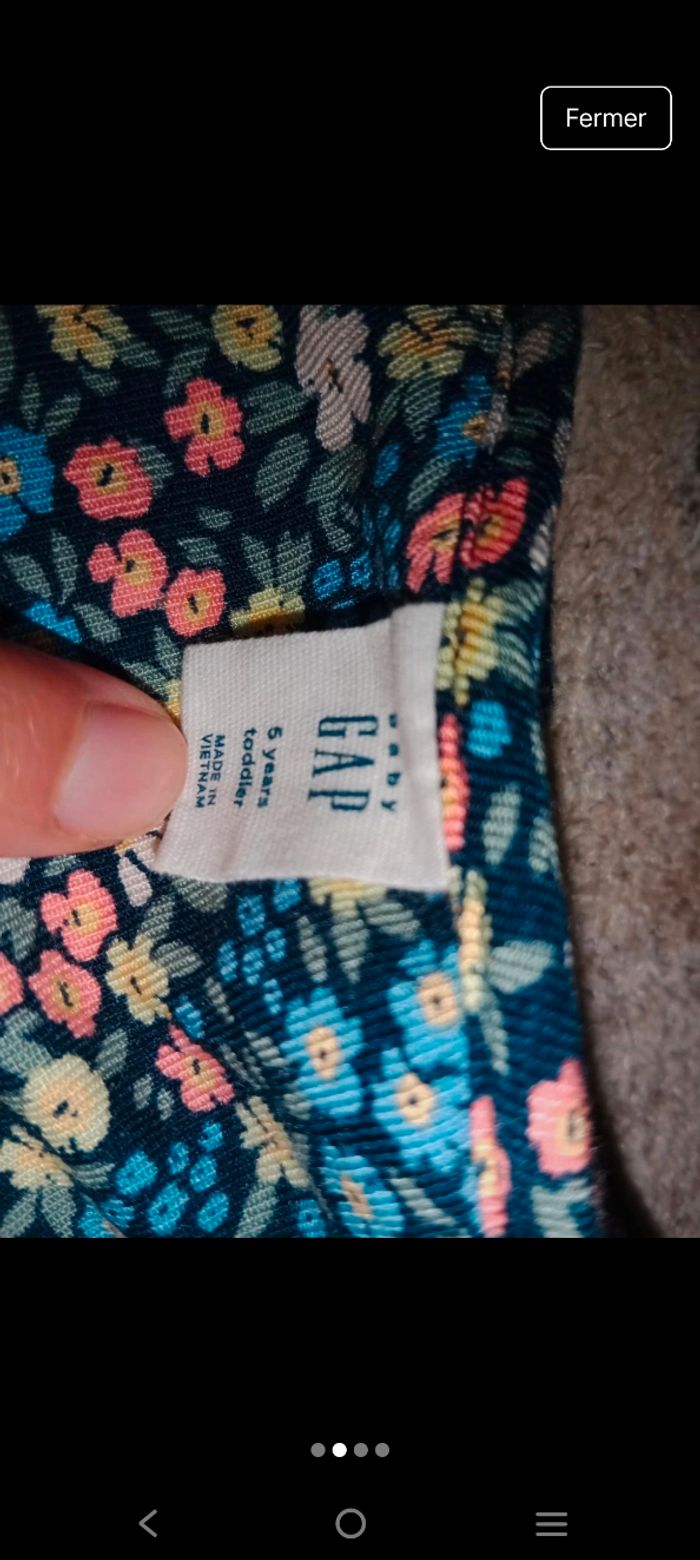 Fermer
baby
GAP
5 years
toddler
MADE IN
VIETNAM